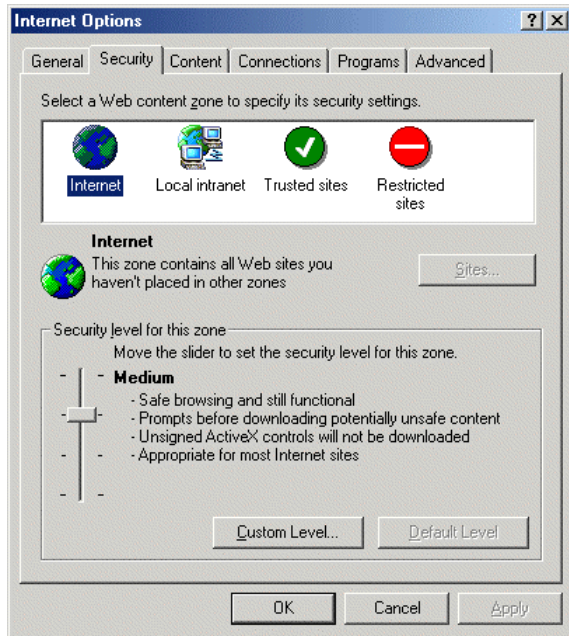 Internet Options
General Security Content Connections Programs Advanced
Select a Web content zone to specify its security settings.
Internet Local intranet Trusted sites Restricted
sites
Internet
This zone contains all Web sites you
haven't placed in other zones
Sites...
Security level for this zone
Move the slider to set the security level for this zone.
Medium
- Safe browsing and still functional
- Prompts before downloading potentially unsafe content
- Unsigned ActiveX controls will not be downloaded
- Appropriate for most Internet sites
Custom Level... Default Level
OK Cancel Apply